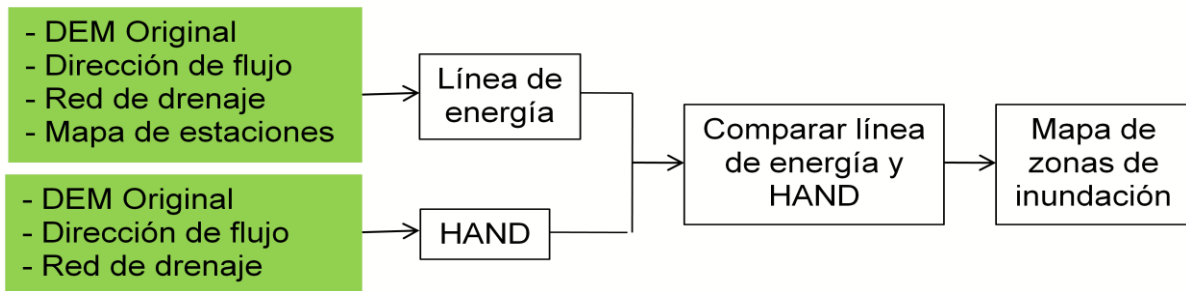 - DEM Original
- Dirección de flujo
- Red de drenaje
- Mapa de estaciones
Línea de
energía
- DEM Original
- Dirección de flujo
- Red de drenaje
HAND
Comparar línea
de energía y
HAND
Mapa de
zonas de
inundación